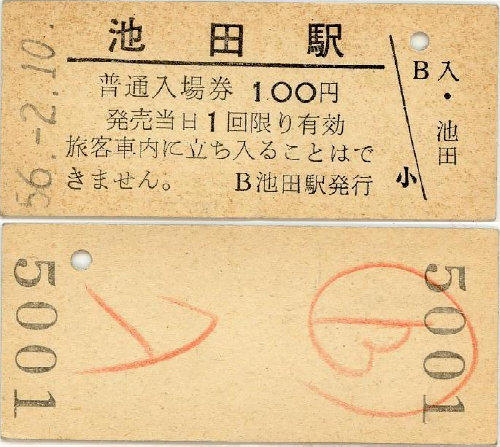 56.-2.10.
池田駅
普通入場券 100円
発売当日1回限り有効
旅客車内に立ち入ることはで
きません。 B池田駅発行
B 入・池田
小
5001
5001
B